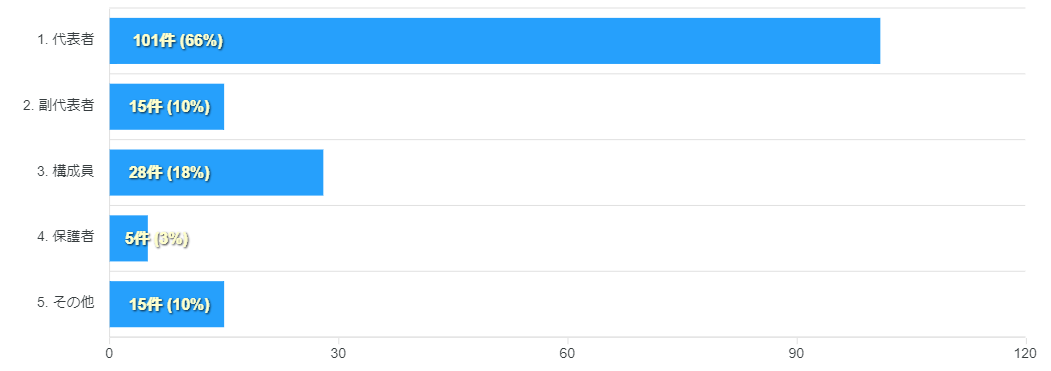 1. 代表者
101件 (66%)
2. 副代表者
15件 (10%)
3. 構成員
28件 (18%)
4. 保護者
5件 (3%)
5. その他
15件 (10%)
0
30
60
90
120